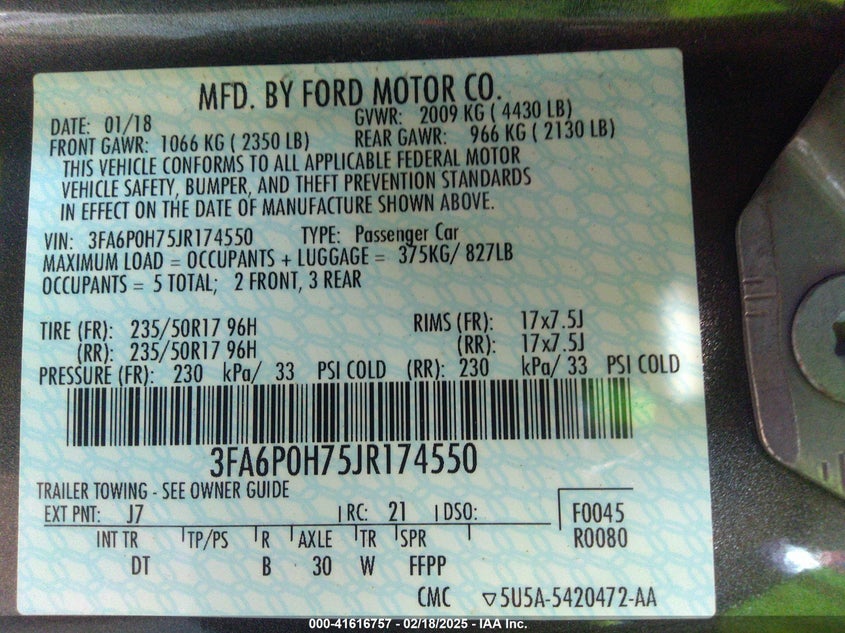 MFD. BY FORD MOTOR CO.
DATE: 01/18 GVWR: 2009 KG ( 4430 LB)
FRONT GAWR: 1066 KG ( 2350 LB) REAR GAWR: 966 KG ( 2130 LB)
THIS VEHICLE CONFORMS TO ALL APPLICABLE FEDERAL MOTOR
VEHICLE SAFETY, BUMPER, AND THEFT PREVENTION STANDARDS
IN EFFECT ON THE DATE OF MANUFACTURE SHOWN ABOVE.
VIN: 3FA6P0H75JR174550 TYPE: Passenger Car
MAXIMUM LOAD = OCCUPANTS + LUGGAGE = 375KG/ 827LB
OCCUPANTS = 5 TOTAL; 2 FRONT, 3 REAR
TIRE (FR): 235/50R17 96H RIMS (FR): 17x7.5J
(RR): 235/50R17 96H (RR): 17x7.5J
PRESSURE (FR): 230 kPa/ 33 PSI COLD (RR): 230 kPa/ 33 PSI COLD
3FA6P0H75JR174550
TRAILER TOWING - SEE OWNER GUIDE
EXT PNT: J7 RC: 21 DSO: F0045
INT TR TP/PS R AXLE TR SPR R0080
DT B 30 W FFPP
CMC ▽5U5A-5420472-AA
000-41616757 - 02/18/2025 - IAA Inc.